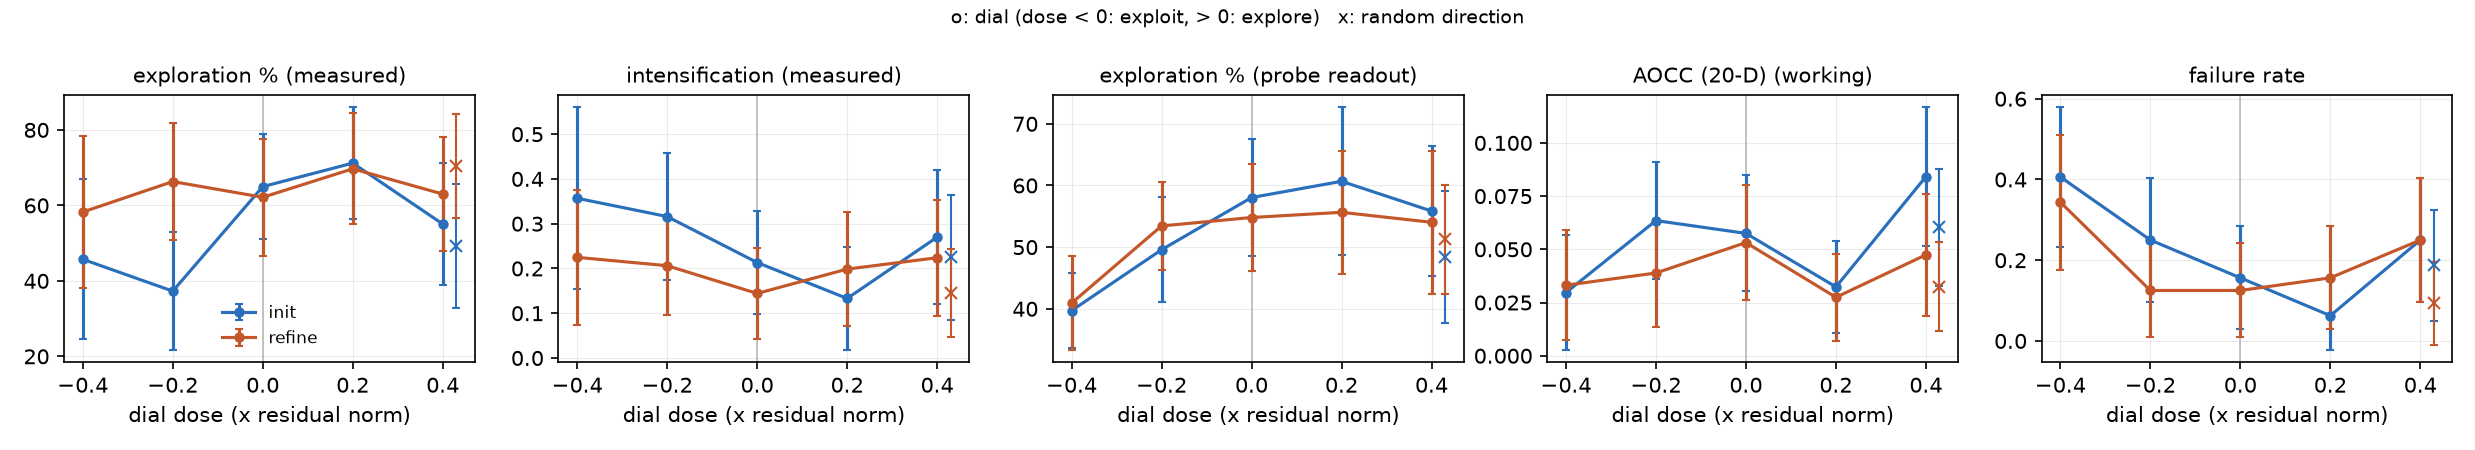 o: dial (dose < 0: exploit, > 0: explore)   x: random direction
exploration % (measured)
80
60
40
20
−0.4 −0.2 0.0 0.2 0.4
dial dose (x residual norm)
init
refine
intensification (measured)
0.5
0.4
0.3
0.2
0.1
0.0
−0.4 −0.2 0.0 0.2 0.4
dial dose (x residual norm)
exploration % (probe readout)
70
60
50
40
−0.4 −0.2 0.0 0.2 0.4
dial dose (x residual norm)
AOCC (20-D) (working)
0.100
0.075
0.050
0.025
0.000
−0.4 −0.2 0.0 0.2 0.4
dial dose (x residual norm)
failure rate
0.6
0.4
0.2
0.0
−0.4 −0.2 0.0 0.2 0.4
dial dose (x residual norm)